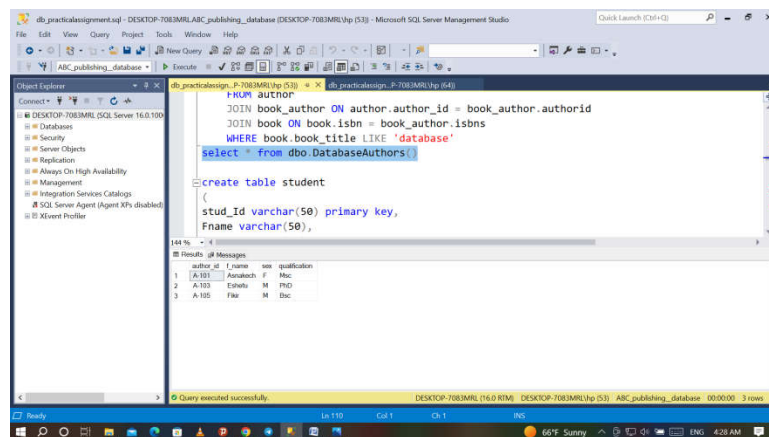 db_practicalassignment.sql - DESKTOP-7083MRL.ABC_publishing_database (DESKTOP-7083MRL\hp (53)) - Microsoft SQL Server Management Studio
Quick Launch (Ctrl+Q)
File Edit View Query Project Tools Window Help
New Query
ABC_publishing_database
Execute
Object Explorer
db_practicalassign...P-7083MRL\hp (53))
db_practicalassign...P-7083MRL\hp (64))
Connect
DESKTOP-7083MRL (SQL Server 16.0.100
Databases
Security
Server Objects
Replication
Always On High Availability
Management
Integration Services Catalogs
SQL Server Agent (Agent XPs disabled)
XEvent Profiler
FROM author
JOIN book_author ON author.author_id = book_author.authorid
JOIN book ON book.isbn = book_author.isbns
WHERE book.book_title LIKE 'database'
select * from dbo.DatabaseAuthors()
create table student
(
stud_Id varchar(50) primary key,
Fname varchar(50),
144 %
Results Messages
author_id f_name sex qualification
1 A-101 Asnakech F Msc
2 A-103 Eshetu M PhD
3 A-105 Fikir M Bsc
Query executed successfully.
DESKTOP-7083MRL (16.0 RTM) DESKTOP-7083MRL\hp (53) ABC_publishing_database 00:00:00 3 rows
Ready Ln 110 Col 1 Ch 1 INS
66°F Sunny ENG 4:28 AM